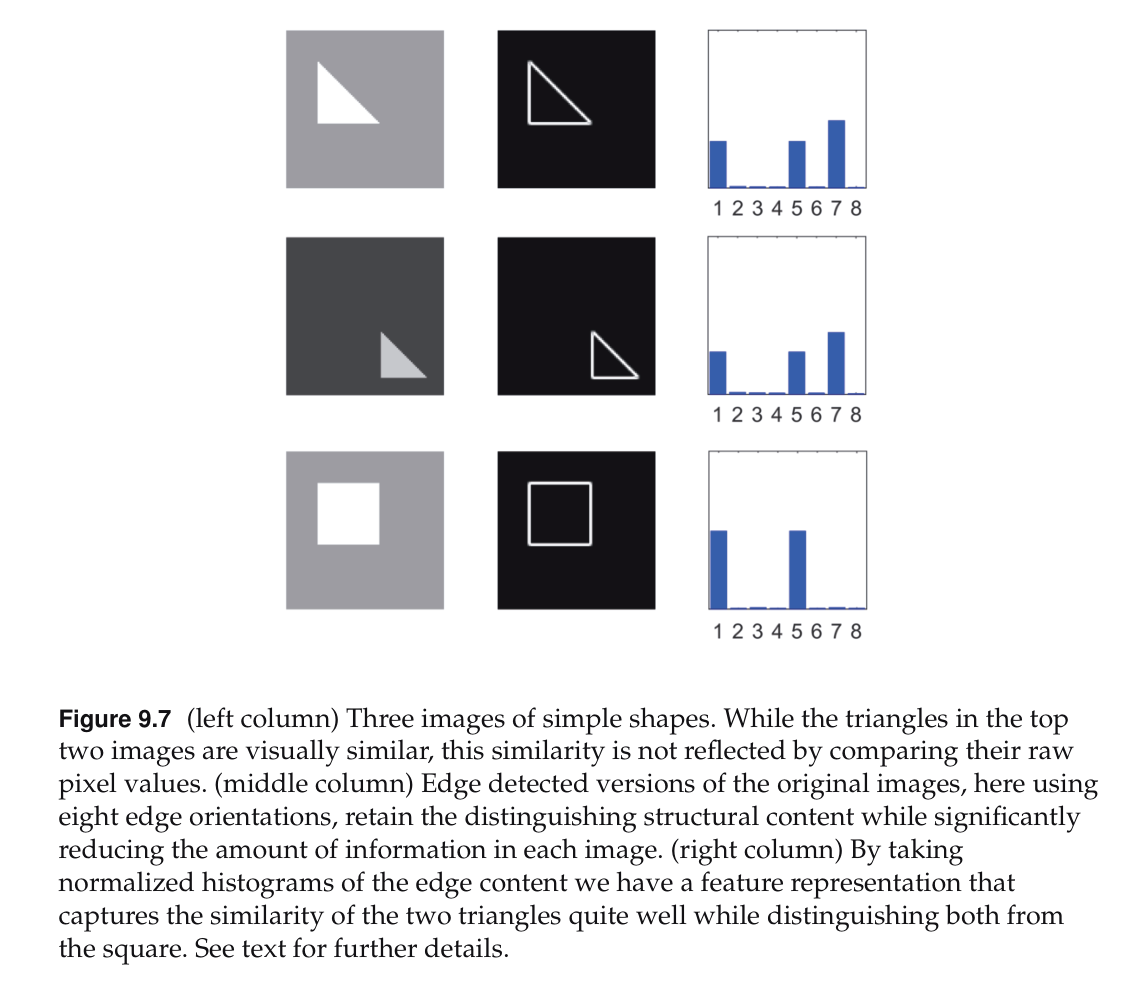 1 2 3 4 5 6 7 8
1 2 3 4 5 6 7 8
1 2 3 4 5 6 7 8
Figure 9.7 (left column) Three images of simple shapes. While the triangles in the top
two images are visually similar, this similarity is not reflected by comparing their raw
pixel values. (middle column) Edge detected versions of the original images, here using
eight edge orientations, retain the distinguishing structural content while significantly
reducing the amount of information in each image. (right column) By taking
normalized histograms of the edge content we have a feature representation that
captures the similarity of the two triangles quite well while distinguishing both from
the square. See text for further details.